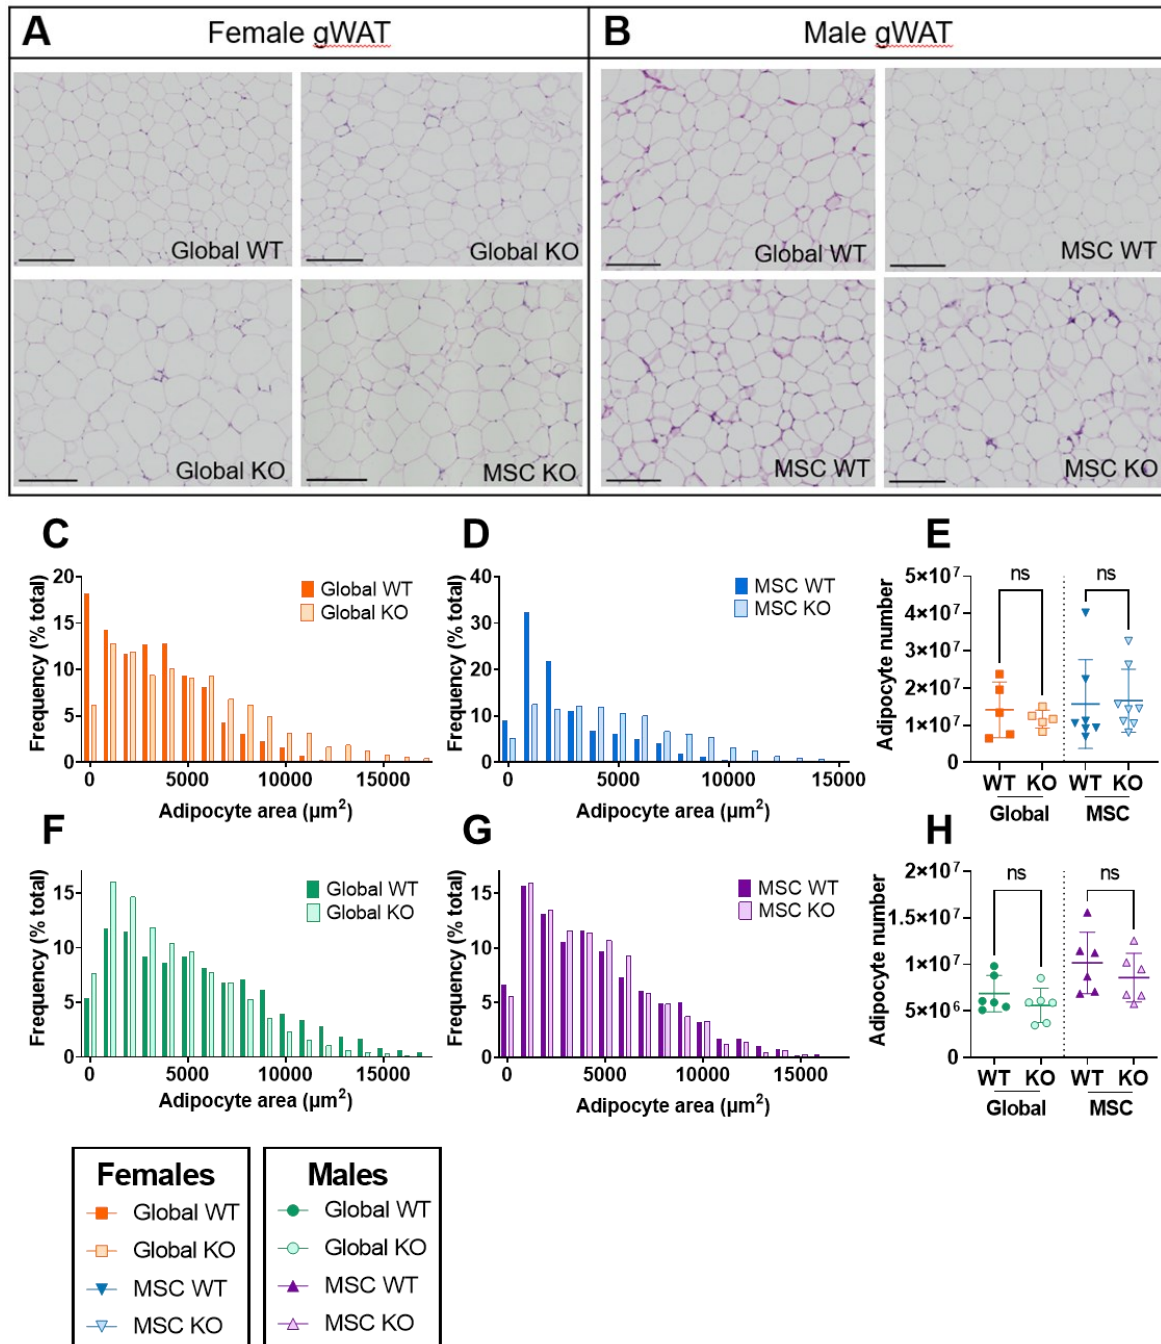 A Female gWAT
B Male gWAT
Global WT
Global KO
Global WT
MSC WT
Global KO
MSC KO
MSC WT
MSC KO
C
20
15
10
5
0
Frequency (% total)
Global WT
Global KO
0 5000 10000 15000
Adipocyte area (µm²)
D
40
30
20
10
0
Frequency (% total)
MSC WT
MSC KO
0 5000 10000 15000
Adipocyte area (µm²)
E
5×10⁷
4×10⁷
3×10⁷
2×10⁷
1×10⁷
0
Adipocyte number
ns ns
WT KO WT KO
Global MSC
F
15
10
5
0
Frequency (% total)
Global WT
Global KO
0 5000 10000 15000
Adipocyte area (µm²)
G
15
10
5
0
Frequency (% total)
MSC WT
MSC KO
0 5000 10000 15000
Adipocyte area (µm²)
H
2×10⁷
1.5×10⁷
1×10⁷
5×10⁶
0
Adipocyte number
ns ns
WT KO WT KO
Global MSC
Females
Global WT
Global KO
MSC WT
MSC KO
Males
Global WT
Global KO
MSC WT
MSC KO